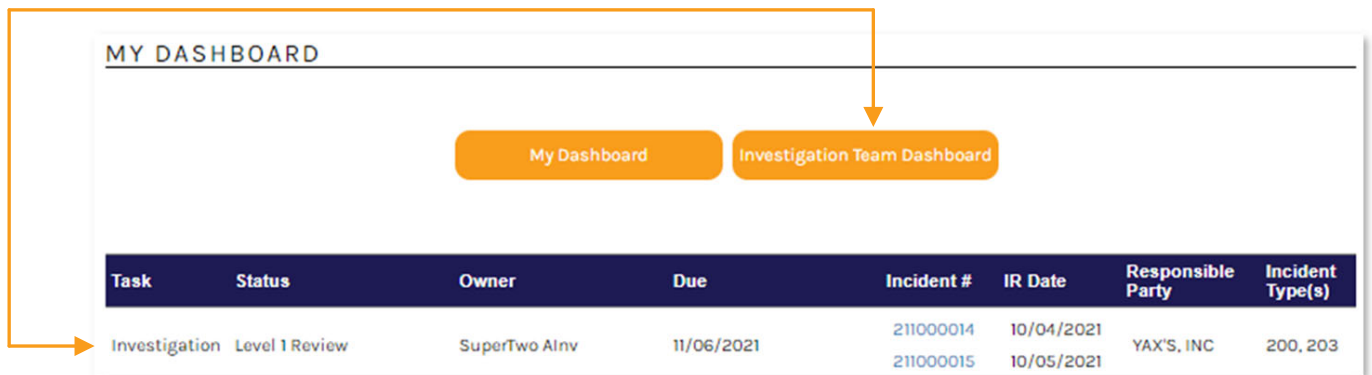 MY DASHBOARD
My Dashboard Investigation Team Dashboard
Task Status Owner Due Incident # IR Date Responsible Party Incident Type(s)
Investigation Level 1 Review SuperTwo AInv 11/06/2021 211000014 10/04/2021 YAX'S, INC 200, 203
211000015 10/05/2021